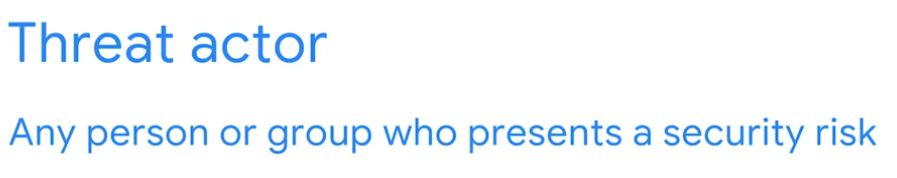 Threat actor
Any person or group who presents a security risk